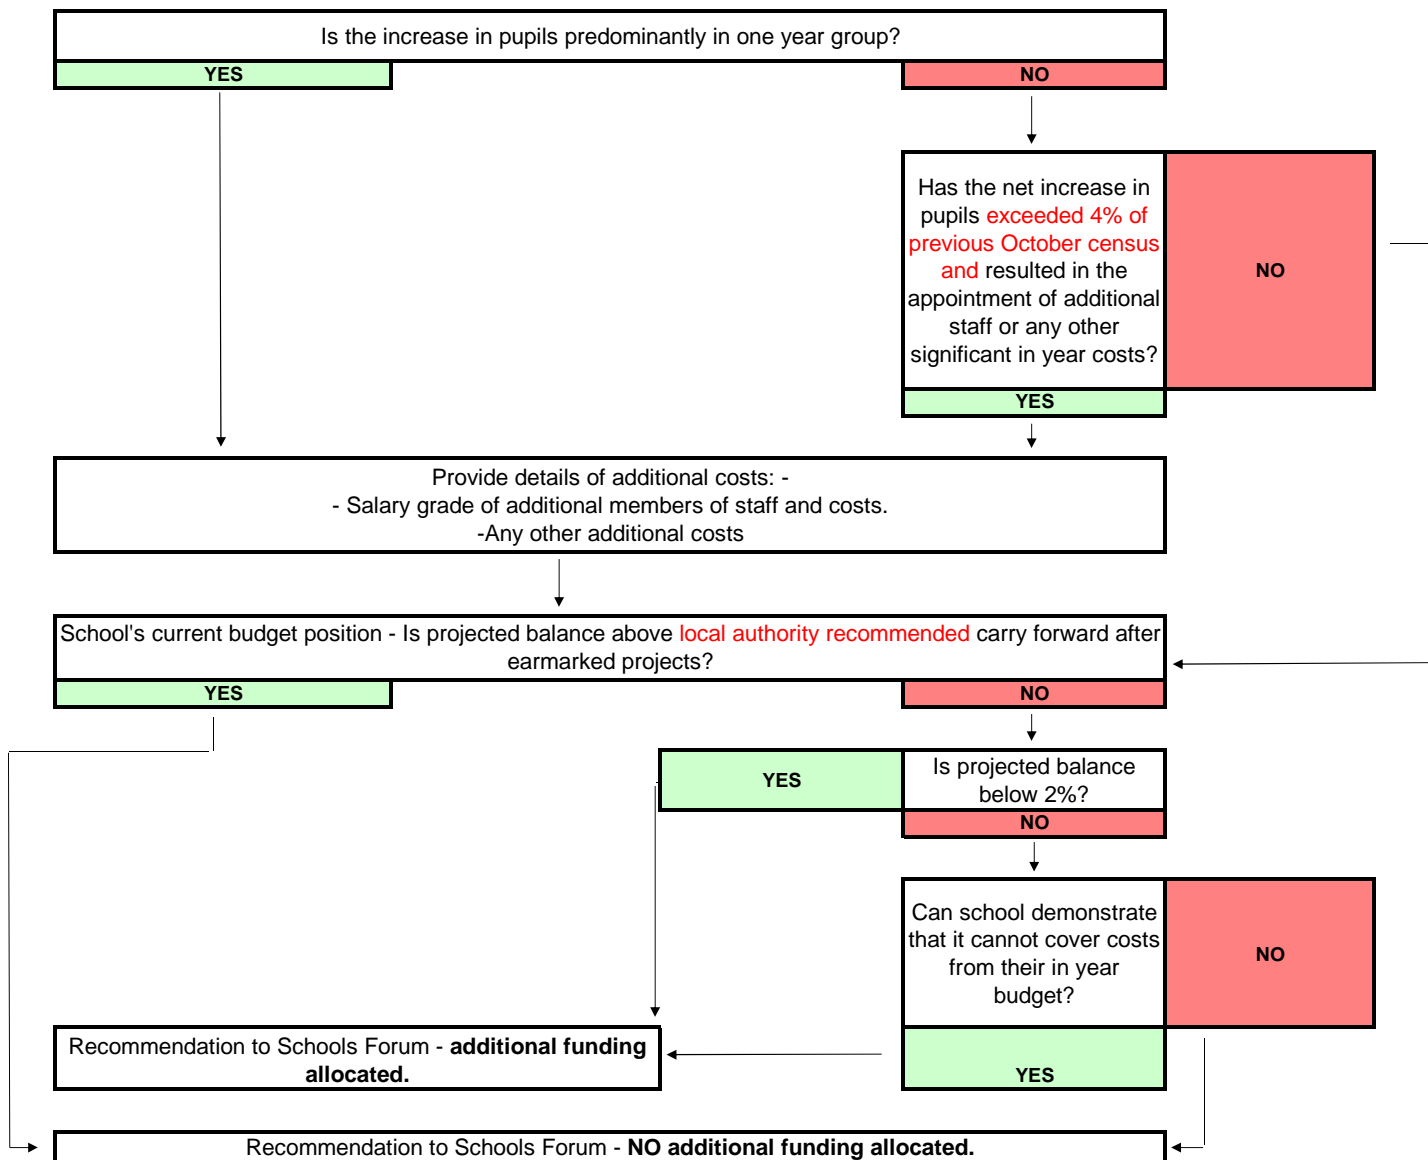 Is the increase in pupils predominantly in one year group?
YES
NO
Has the net increase in
pupils exceeded 4% of
previous October census
and resulted in the
appointment of additional
staff or any other
significant in year costs?
NO
YES
Provide details of additional costs: -
- Salary grade of additional members of staff and costs.
-Any other additional costs
School's current budget position - Is projected balance above local authority recommended carry forward after
earmarked projects?
YES
NO
YES
Is projected balance
below 2%?
NO
Can school demonstrate
that it cannot cover costs
from their in year
budget?
NO
YES
Recommendation to Schools Forum - additional funding
allocated.
Recommendation to Schools Forum - NO additional funding allocated.